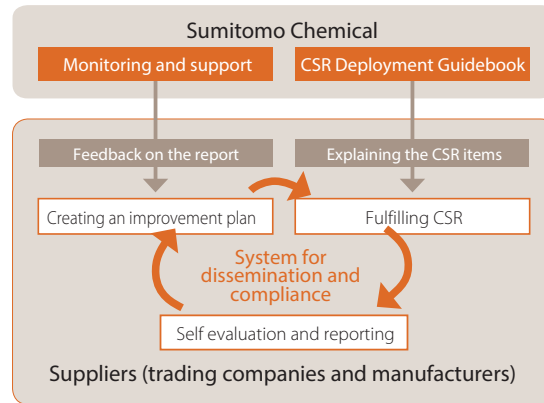 Sumitomo Chemical
Monitoring and support
CSR Deployment Guidebook
Feedback on the report
Explaining the CSR items
Creating an improvement plan
Fulfilling CSR
System for
dissemination and
compliance
Self evaluation and reporting
Suppliers (trading companies and manufacturers)